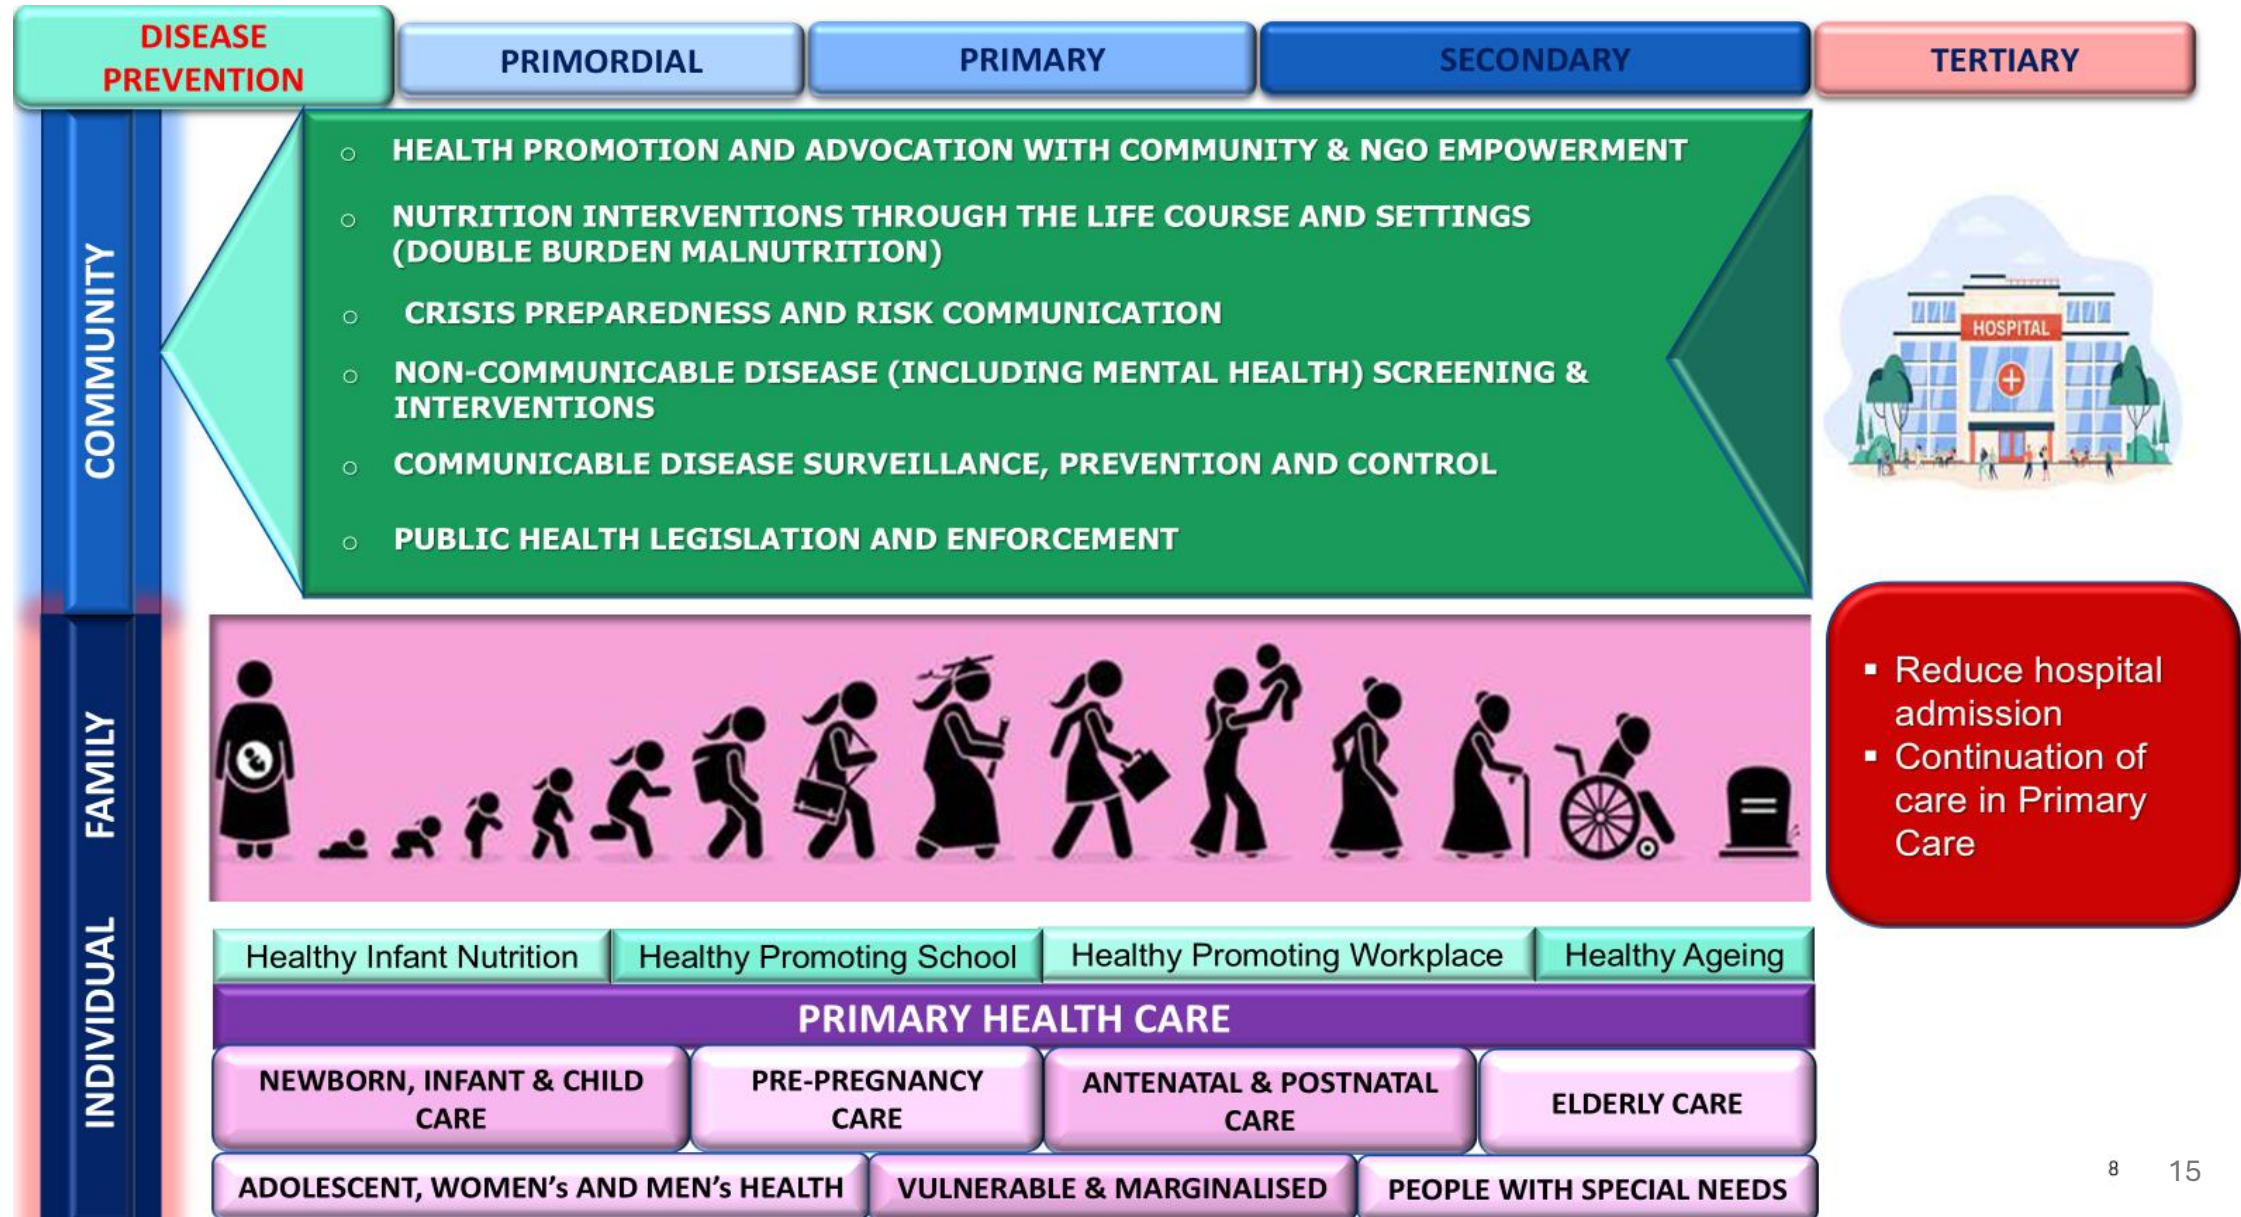 DISEASE
PREVENTION
PRIMORDIAL
PRIMARY
SECONDARY
TERTIARY
COMMUNITY
○ HEALTH PROMOTION AND ADVOCATION WITH COMMUNITY & NGO EMPOWERMENT
○ NUTRITION INTERVENTIONS THROUGH THE LIFE COURSE AND SETTINGS
(DOUBLE BURDEN MALNUTRITION)
○ CRISIS PREPAREDNESS AND RISK COMMUNICATION
○ NON-COMMUNICABLE DISEASE (INCLUDING MENTAL HEALTH) SCREENING &
INTERVENTIONS
○ COMMUNICABLE DISEASE SURVEILLANCE, PREVENTION AND CONTROL
○ PUBLIC HEALTH LEGISLATION AND ENFORCEMENT
HOSPITAL
FAMILY
INDIVIDUAL
▪ Reduce hospital
admission
▪ Continuation of
care in Primary
Care
Healthy Infant Nutrition
Healthy Promoting School
Healthy Promoting Workplace
Healthy Ageing
PRIMARY HEALTH CARE
NEWBORN, INFANT & CHILD
CARE
PRE-PREGNANCY
CARE
ANTENATAL & POSTNATAL
CARE
ELDERLY CARE
ADOLESCENT, WOMEN's AND MEN's HEALTH
VULNERABLE & MARGINALISED
PEOPLE WITH SPECIAL NEEDS
8
15